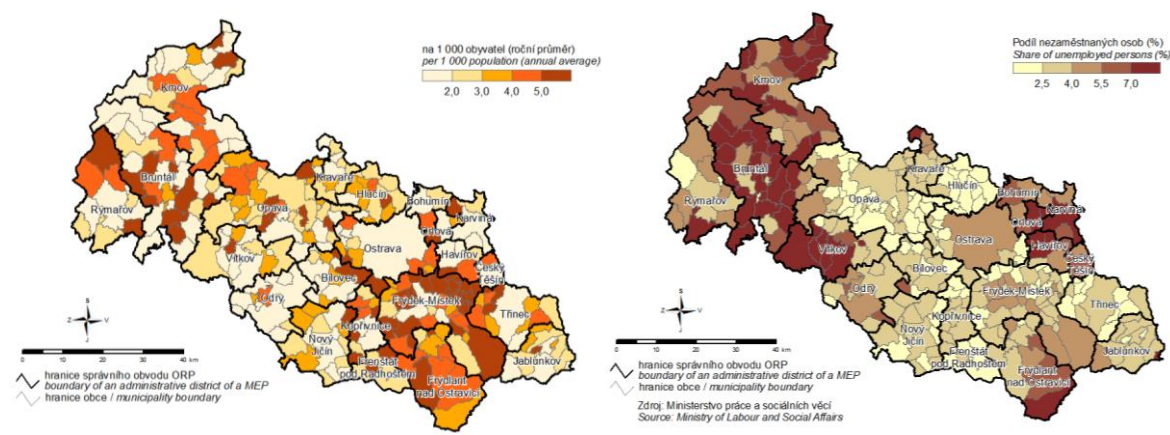 na 1 000 obyvatel (roční průměr)
per 1 000 population (annual average)
2,0 3,0 4,0 5,0
Krnov
Bruntál
Rýmařov
Opava
Kravaře
Hlučín
Bohumín
Karviná
Orlová
Ostrava
Havířov
Český
Těšín
Vítkov
Bílovec
Odry
Frýdek-Místek
Třinec
Kopřivnice
Nový
Jičín
Frenštát
pod Radhoštěm
Jablunkov
Frýdlant
nad Ostravicí
S
Z V
J
0 10 20 30 40 km
hranice správního obvodu ORP
boundary of an administrative district of a MEP
hranice obce / municipality boundary
Podíl nezaměstnaných osob (%)
Share of unemployed persons (%)
2,5 4,0 5,5 7,0
Krnov
Bruntál
Rýmařov
Opava
Kravaře
Hlučín
Bohumín
Karviná
Orlová
Ostrava
Havířov
Český
Těšín
Vítkov
Bílovec
Odry
Frýdek-Místek
Třinec
Kopřivnice
Nový
Jičín
Frenštát
pod Radhoštěm
Jablunkov
Frýdlant
nad Ostravicí
S
Z V
J
0 10 20 30 40 km
hranice správního obvodu ORP
boundary of an administrative district of a MEP
hranice obce / municipality boundary
Zdroj: Ministerstvo práce a sociálních věcí
Source: Ministry of Labour and Social Affairs